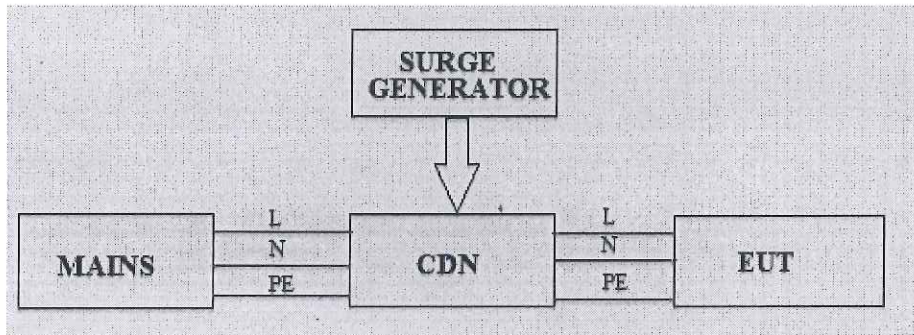 SURGE
GENERATOR
L
N
PE
L
N
PE
MAINS
CDN
EUT